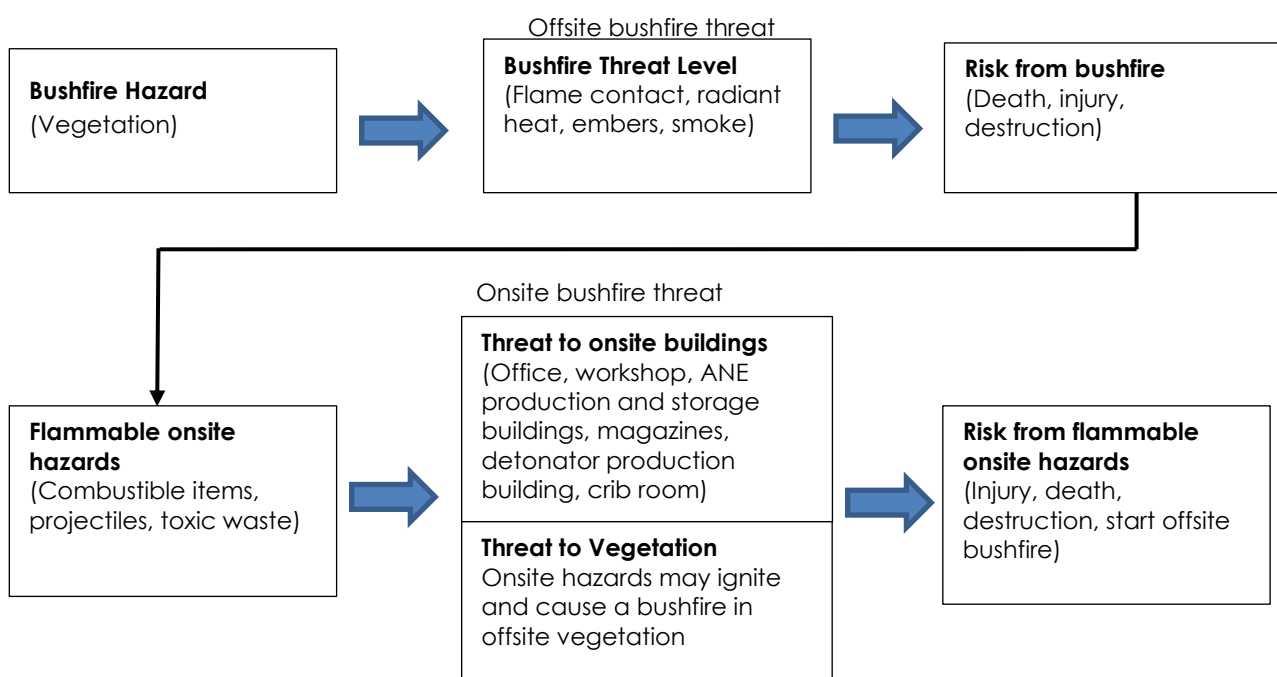 Offsite bushfire threat
Bushfire Hazard
(Vegetation)
Bushfire Threat Level
(Flame contact, radiant
heat, embers, smoke)
Risk from bushfire
(Death, injury,
destruction)
Onsite bushfire threat
Flammable onsite
hazards
(Combustible items,
projectiles, toxic waste)
Threat to onsite buildings
(Office, workshop, ANE
production and storage
buildings, magazines,
detonator production
building, crib room)
Threat to Vegetation
Onsite hazards may ignite
and cause a bushfire in
offsite vegetation
Risk from flammable
onsite hazards
(Injury, death,
destruction, start offsite
bushfire)